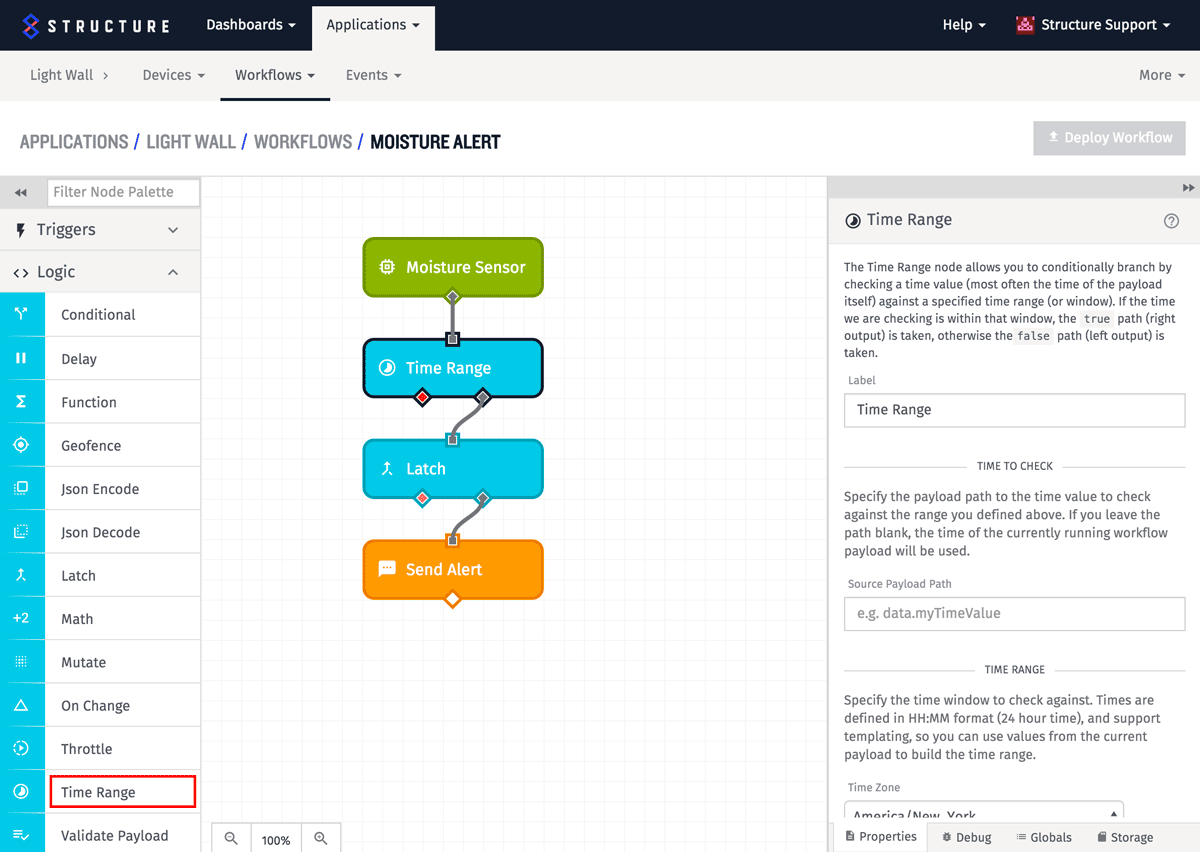 STRUCTURE
Dashboards
Applications
Help
Structure Support
Light Wall
Devices
Workflows
Events
More
APPLICATIONS / LIGHT WALL / WORKFLOWS / MOISTURE ALERT
Deploy Workflow
Filter Node Palette
Triggers
Logic
Conditional
Delay
Function
Geofence
Json Encode
Json Decode
Latch
+2 Math
Mutate
On Change
Throttle
Time Range
Validate Payload
Moisture Sensor
Time Range
Latch
Send Alert
100%
Time Range
The Time Range node allows you to conditionally branch by
checking a time value (most often the time of the payload
itself) against a specified time range (or window). If the time
we are checking is within that window, the true path (right
output) is taken, otherwise the false path (left output) is
taken.
Label
Time Range
TIME TO CHECK
Specify the payload path to the time value to check
against the range you defined above. If you leave the
path blank, the time of the currently running workflow
payload will be used.
Source Payload Path
e.g. data.myTimeValue
TIME RANGE
Specify the time window to check against. Times are
defined in HH:MM format (24 hour time), and support
templating, so you can use values from the current
payload to build the time range.
Time Zone
America/New_York
Properties
Debug
Globals
Storage